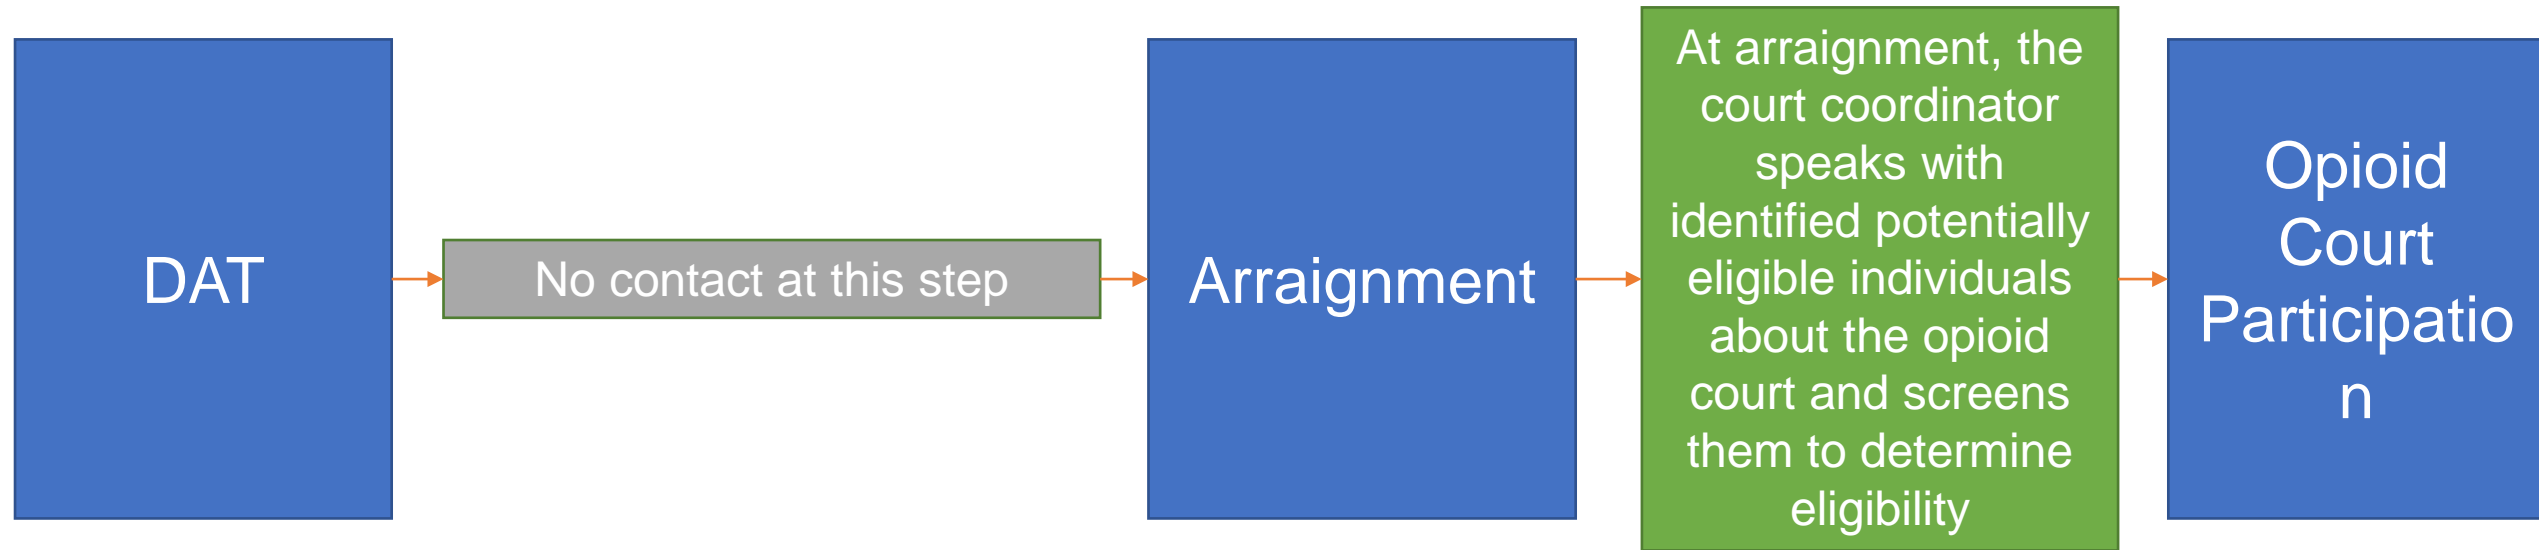 DAT
No contact at this step
Arraignment
At arraignment, the
court coordinator
speaks with
identified potentially
eligible individuals
about the opioid
court and screens
them to determine
eligibility
Opioid
Court
Participatio
n